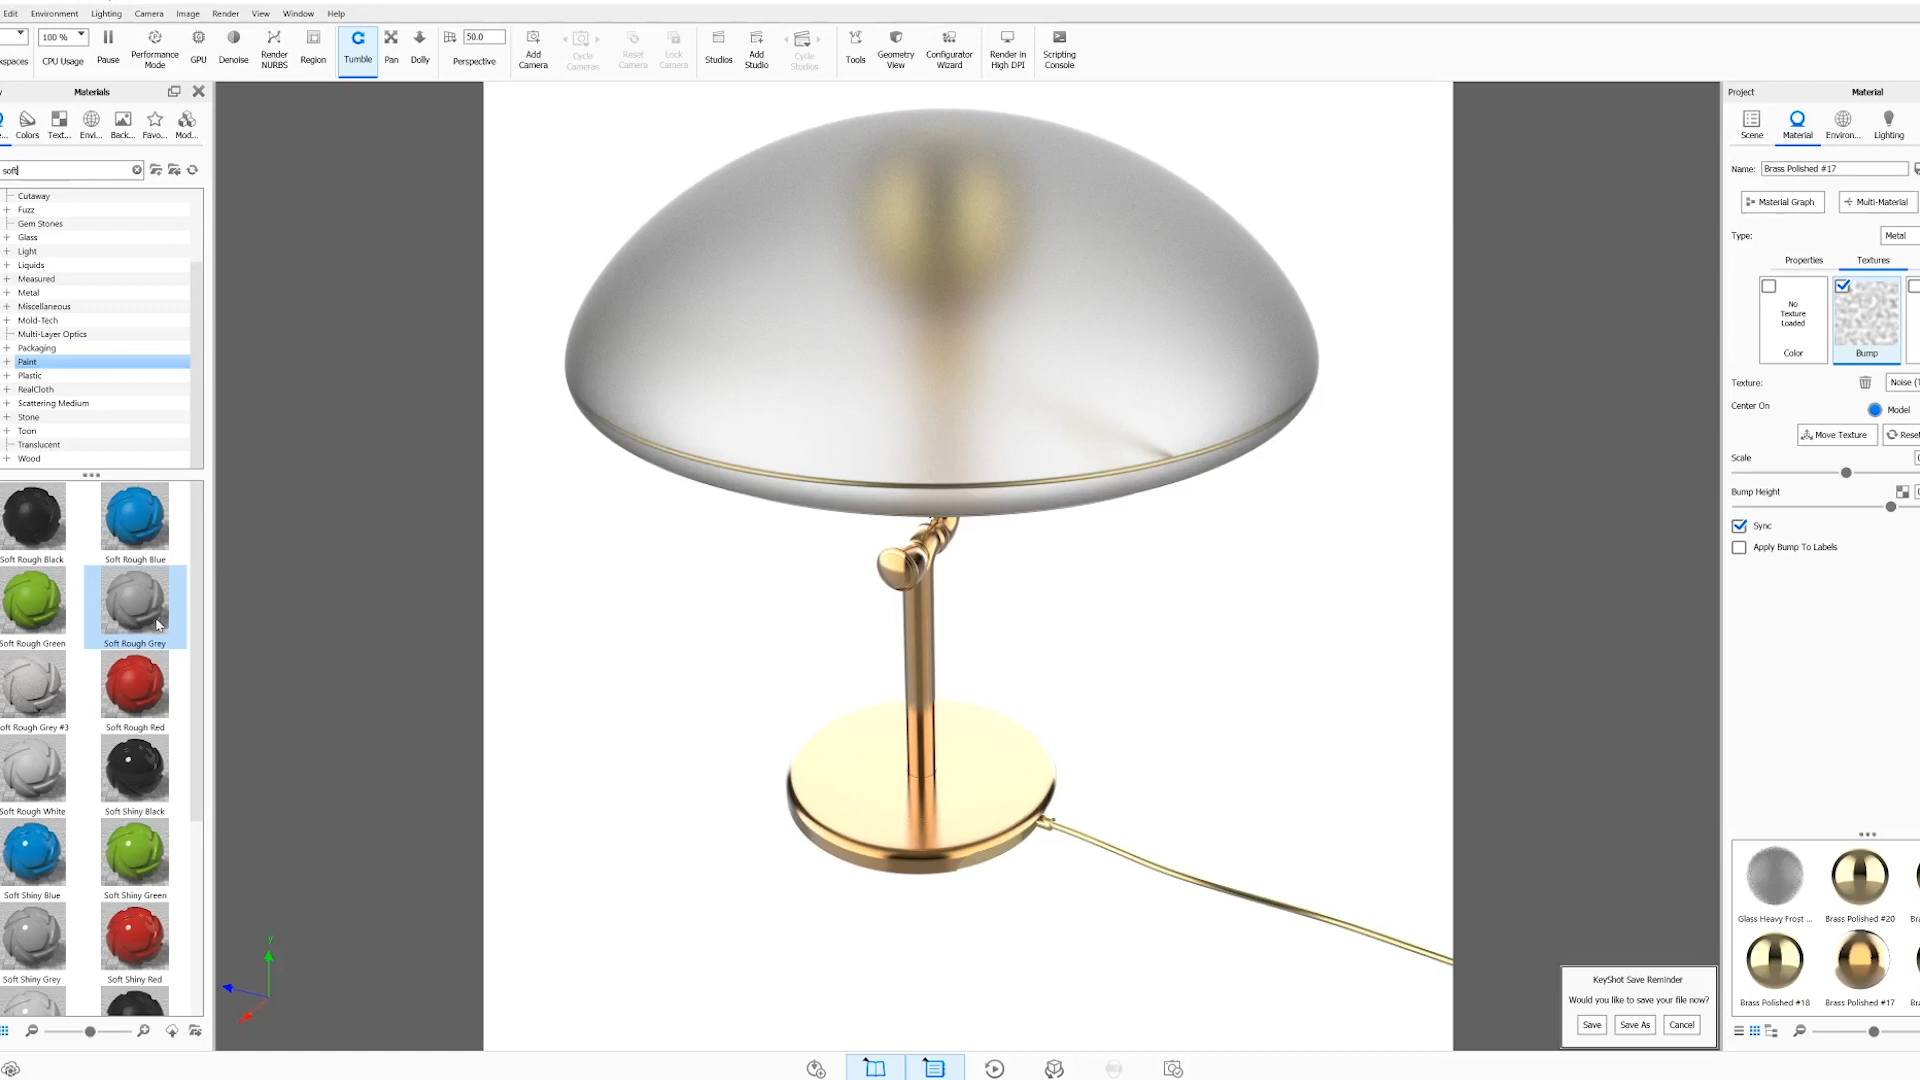 Edit Environment Lighting Camera Image Render View Window Help
100 % 50.0
kspaces CPU Usage Pause Performance Mode GPU Denoise Render NURBS Region Tumble Pan Dolly Perspective Add Camera Cycle Cameras Reset Camera Lock Camera Studios Add Studio Cycle Studios Tools Geometry View Configurator Wizard Render in High DPI Scripting Console
Materials
Colors Text... Envi... Back... Favo... Mod...
soft
Cutaway
Fuzz
Gem Stones
Glass
Light
Liquids
Measured
Metal
Miscellaneous
Mold-Tech
Multi-Layer Optics
Packaging
Paint
Plastic
RealCloth
Scattering Medium
Stone
Toon
Translucent
Wood
Soft Rough Black Soft Rough Blue
Soft Rough Green Soft Rough Grey
oft Rough Grey #3 Soft Rough Red
Soft Rough White Soft Shiny Black
Soft Shiny Blue Soft Shiny Green
Soft Shiny Grey Soft Shiny Red
y
Project Material
Scene Material Environ... Lighting
Name: Brass Polished #17
Material Graph Multi-Material
Type: Metal
Properties Textures
No Texture Loaded
Color Bump
Texture: Noise (T
Center On Model
Move Texture Reset
Scale
Bump Height
Sync
Apply Bump To Labels
Glass Heavy Frost ... Brass Polished #20 Bra
Brass Polished #18 Brass Polished #17 Bra
KeyShot Save Reminder
Would you like to save your file now?
Save Save As Cancel